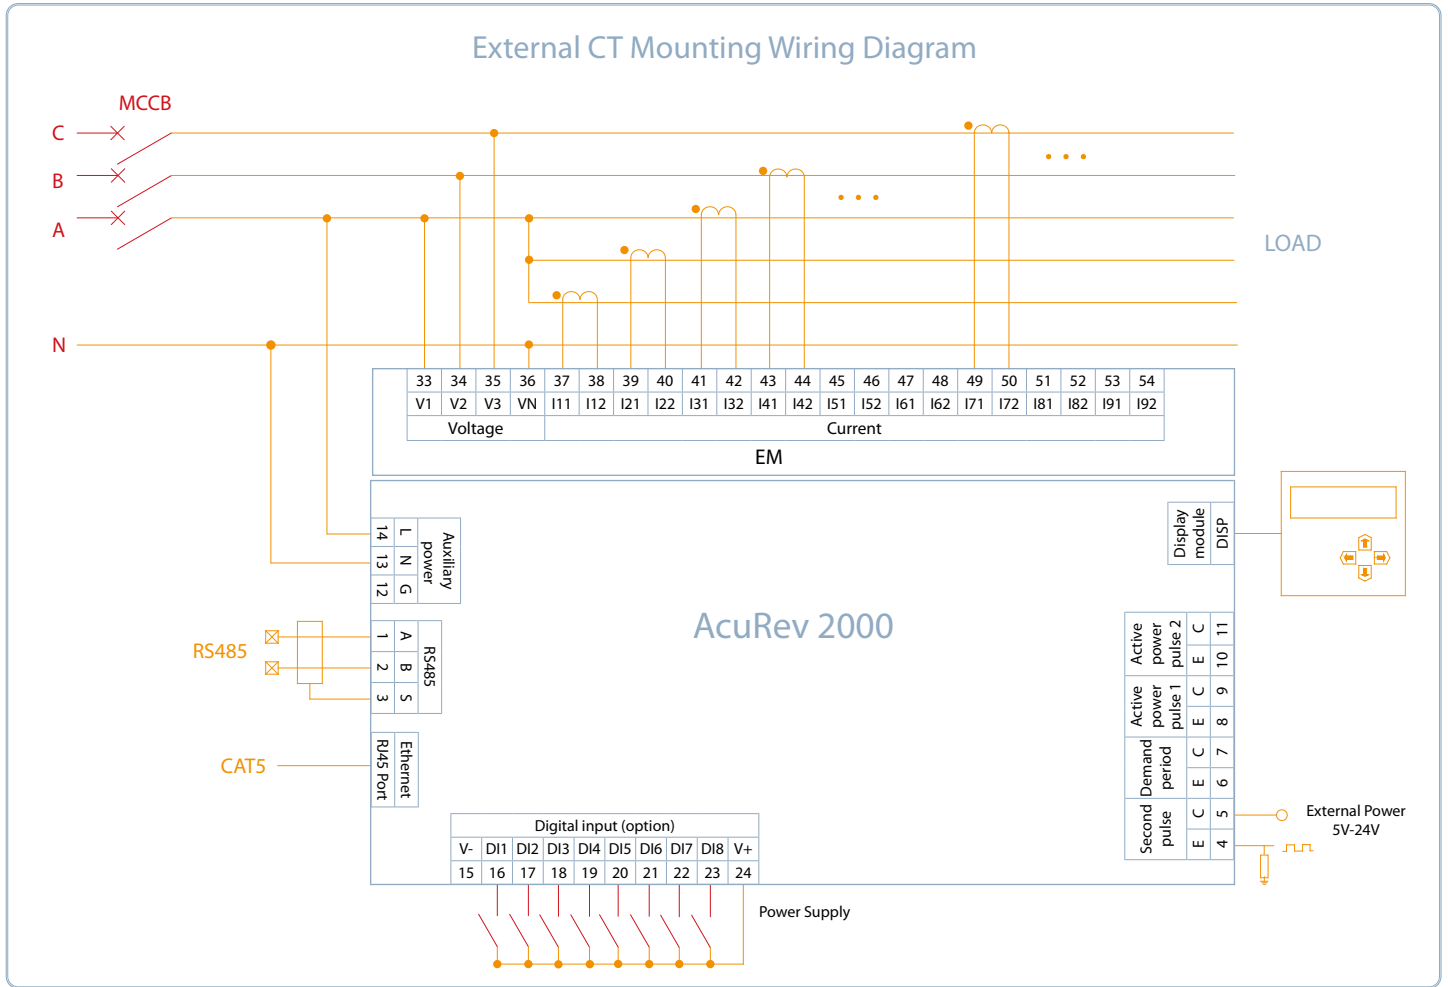 External CT Mounting Wiring Diagram
MCCB
C
B
A
LOAD
N
33 34 35 36 37 38 39 40 41 42 43 44 45 46 47 48 49 50 51 52 53 54
V1 V2 V3 VN I11 I12 I21 I22 I31 I32 I41 I42 I51 I52 I61 I62 I71 I72 I81 I82 I91 I92
Voltage Current
EM
14 L
13 N
12 G
Auxiliary
power
Display
module
DISP
AcuRev 2000
RS485
1 A
2 B
3 S
RS485
Active
power
pulse 2
C 11
E 10
Active
power
pulse 1
C 9
E 8
Demand
period
C 7
E 6
Second
pulse
C 5
E 4
CAT5
Ethernet
RJ45 Port
External Power
5V-24V
Digital input (option)
V- DI1 DI2 DI3 DI4 DI5 DI6 DI7 DI8 V+
15 16 17 18 19 20 21 22 23 24
Power Supply